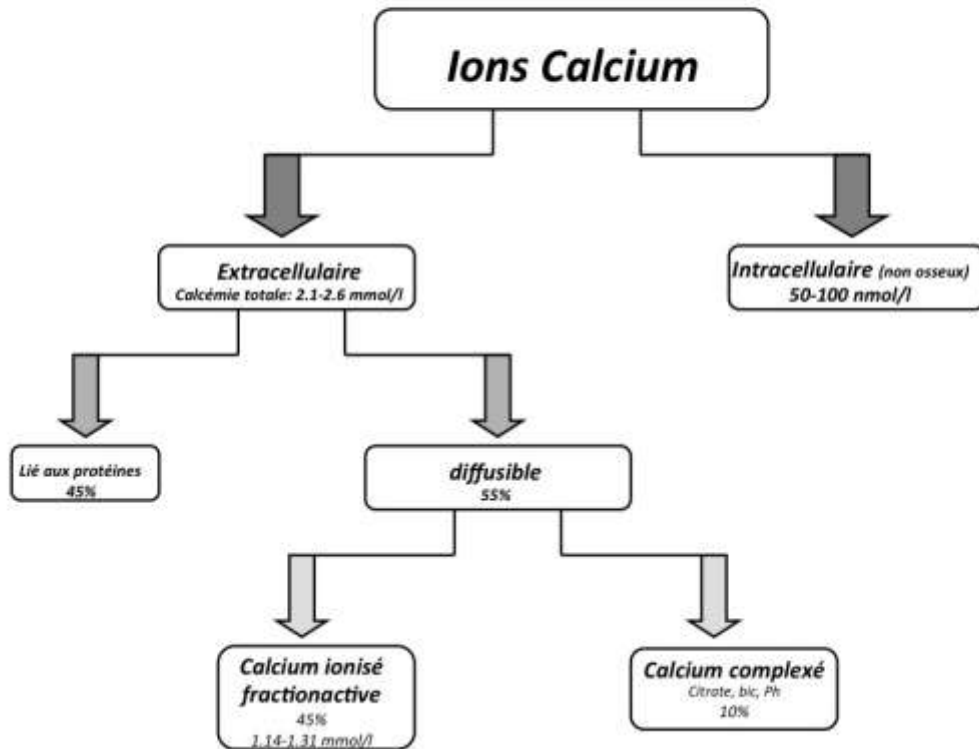 Ions Calcium
Extracellulaire
Calcémie totale: 2.1-2.6 mmol/l
Intracellulaire (non osseux)
50-100 nmol/l
Lié aux protéines
45%
diffusible
55%
Calcium ionisé
fractionactive
45%
1.14-1.31 mmol/l
Calcium complexé
Citrate, bic, Ph
10%